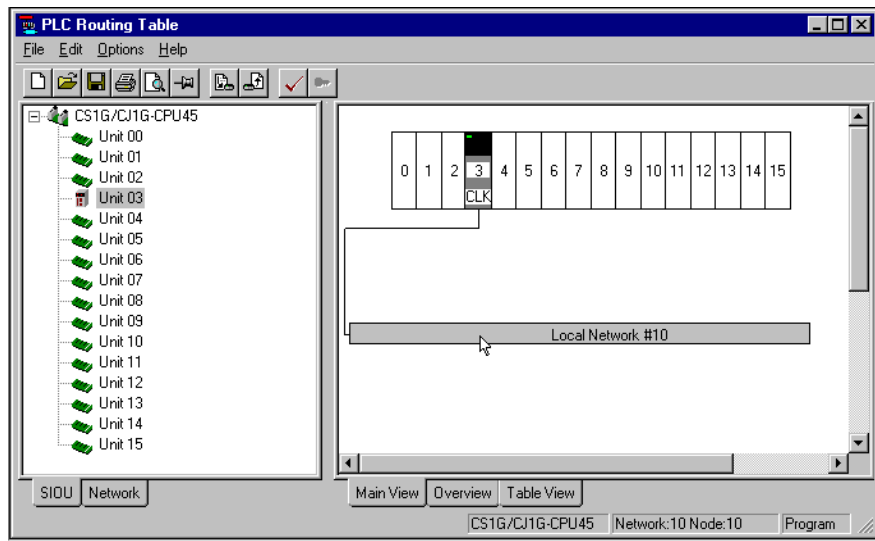 PLC Routing Table
File Edit Options Help
CS1G/CJ1G-CPU45
Unit 00
Unit 01
Unit 02
Unit 03
Unit 04
Unit 05
Unit 06
Unit 07
Unit 08
Unit 09
Unit 10
Unit 11
Unit 12
Unit 13
Unit 14
Unit 15
SIOU Network
0 1 2 3 4 5 6 7 8 9 10 11 12 13 14 15
CLK
Local Network #10
Main View Overview Table View
CS1G/CJ1G-CPU45 Network:10 Node:10 Program